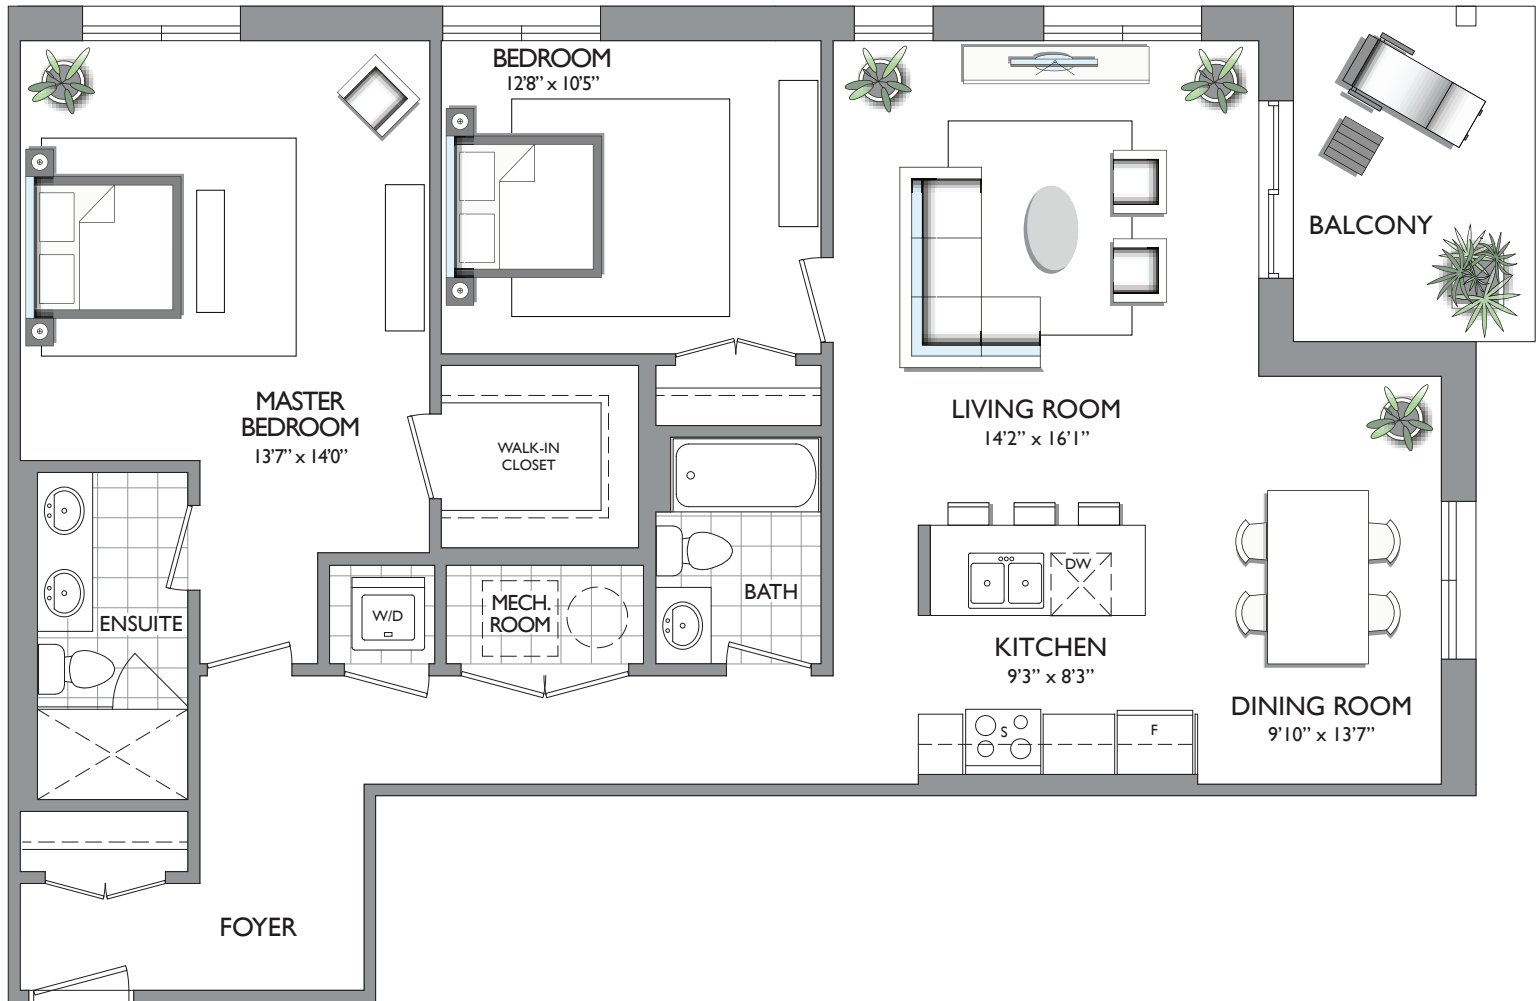 BEDROOM
12'8” x 10'5”
BALCONY
MASTER
BEDROOM
13'7” x 14'0”
WALK-IN
CLOSET
LIVING ROOM
14'2” x 16'1”
ENSUITE
W/D
MECH.
ROOM
BATH
DW
KITCHEN
9'3” x 8'3”
S
F
DINING ROOM
9'10” x 13'7”
FOYER